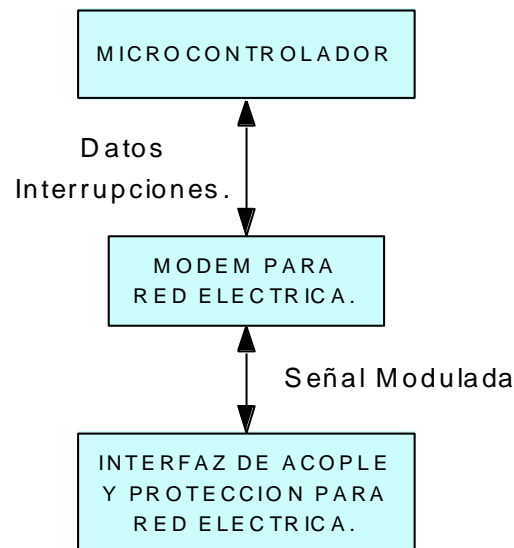 MICROCONTROLADOR
Datos
Interrupciones.
MODEM PARA
RED ELECTRICA.
Señal Modulada
INTERFAZ DE ACOPLE
Y PROTECCION PARA
RED ELECTRICA.